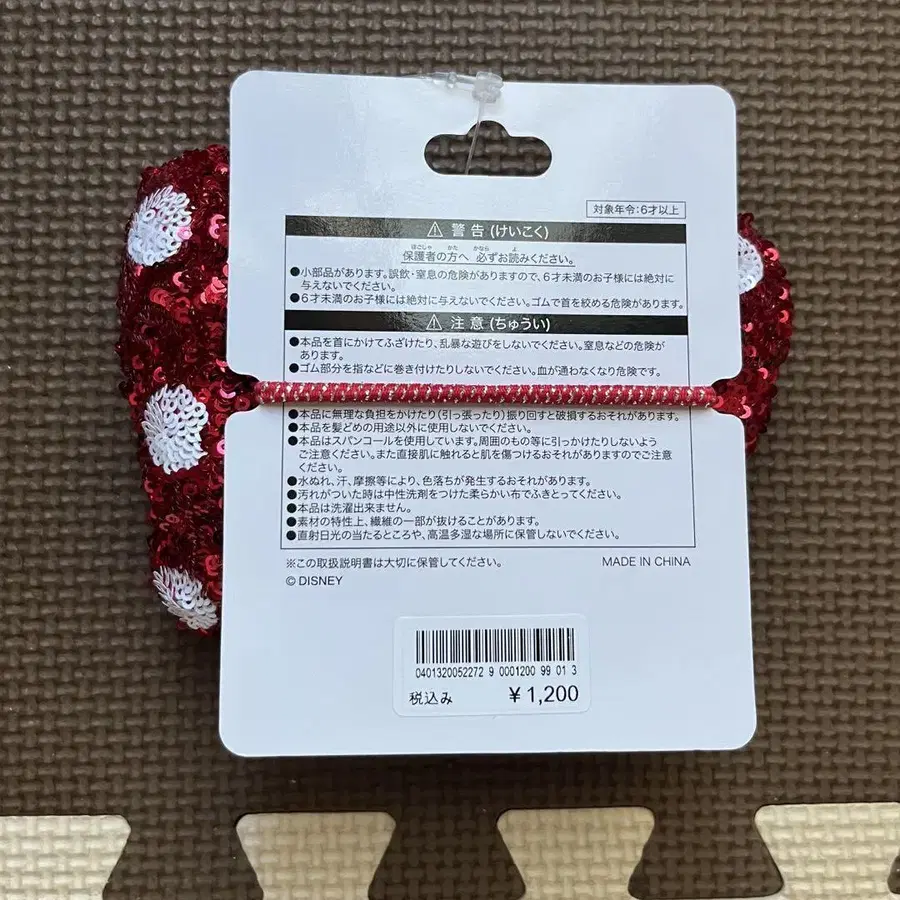 対象年令:6才以上
⚠ 警告(けいこく)
ほごしゃ かた かなら よ
保護者の方へ 必ずお読みください。
●小部品があります。誤飲・窒息の危険がありますので、6才未満のお子様には絶対に
与えないでください。
●6才未満のお子様には絶対に与えないでください。ゴムで首を絞める危険があります。
⚠ 注意(ちゅうい)
●本品を首にかけてふざけたり、乱暴な遊びをしないでください。窒息などの危険が
あります。
●ゴム部分を指などに巻き付けたりしないでください。血が通わなくなり危険です。
●本品に無理な負担をかけたり(引っ張ったり)振り回すと破損するおそれがあります。
●本品を髪どめの用途以外に使用しないでください。
●本品はスパンコールを使用しています。周囲のもの等に引っかけたりしないよう
ご注意ください。また直接肌に触れると肌を傷つけるおそれがありますのでご注意
ください。
●水ぬれ、汗、摩擦等により、色落ちが発生するおそれがあります。
●汚れがついた時は中性洗剤をつけた柔らかい布でふきとってください。
●本品は洗濯出来ません。
●素材の特性上、繊維の一部が抜けることがあります。
●直射日光の当たるところや、高温多湿な場所に保管しないでください。
※この取扱説明書は大切に保管してください。
MADE IN CHINA
© DISNEY
0401320052272 9 0001200 99 01 3
税込み ¥1,200